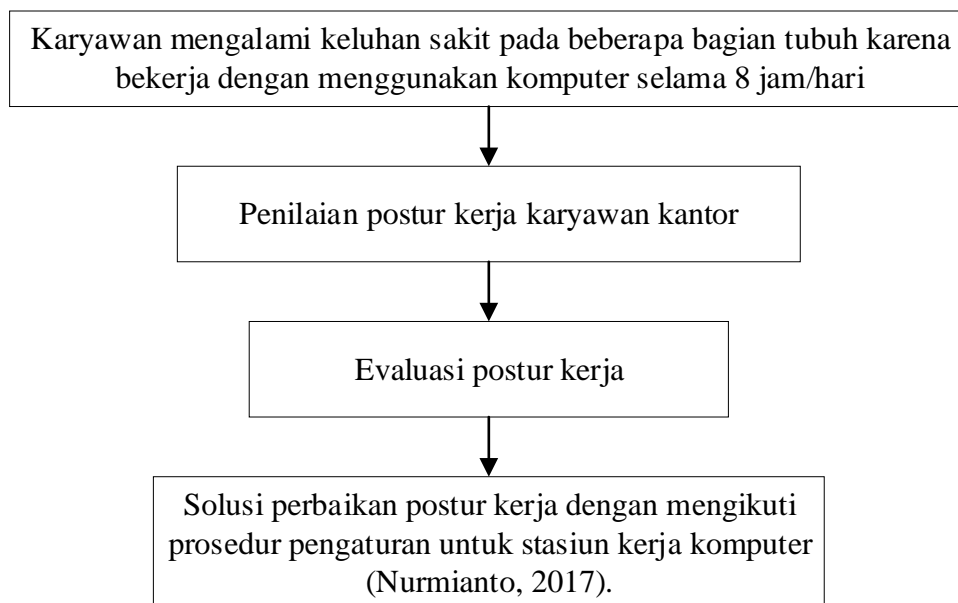 Karyawan mengalami keluhan sakit pada beberapa bagian tubuh karena
bekerja dengan menggunakan komputer selama 8 jam/hari
Penilaian postur kerja karyawan kantor
Evaluasi postur kerja
Solusi perbaikan postur kerja dengan mengikuti
prosedur pengaturan untuk stasiun kerja komputer
(Nurmianto, 2017).